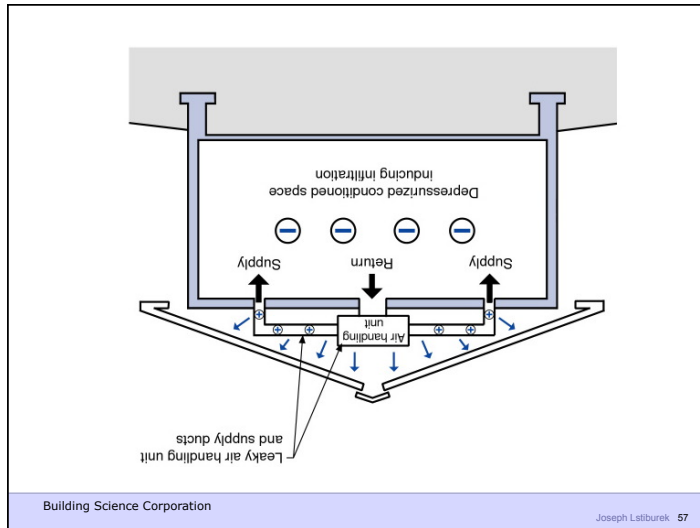 Leaky air handling unit
and supply ducts
Air handling
unit
Supply
Return
Supply
Depressurized conditioned space
inducing infiltration
Building Science Corporation
Joseph Lstiburek 57